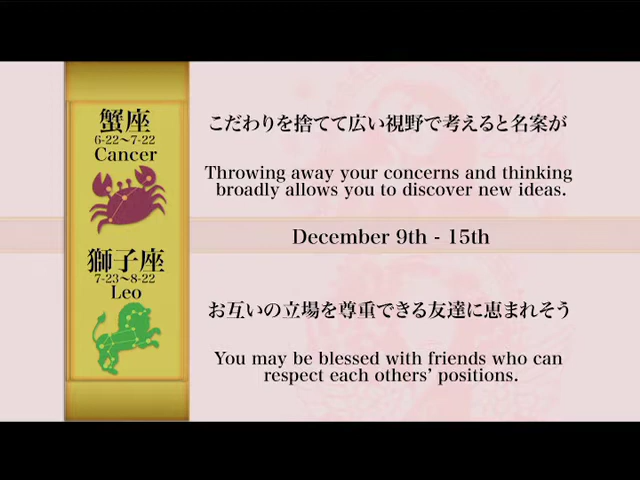 蟹座
6-22～7-22
Cancer
こだわりを捨てて広い視野で考えると名案が
Throwing away your concerns and thinking
broadly allows you to discover new ideas.
December 9th - 15th
獅子座
7-23～8-22
Leo
お互いの立場を尊重できる友達に恵まれそう
You may be blessed with friends who can
respect each others' positions.